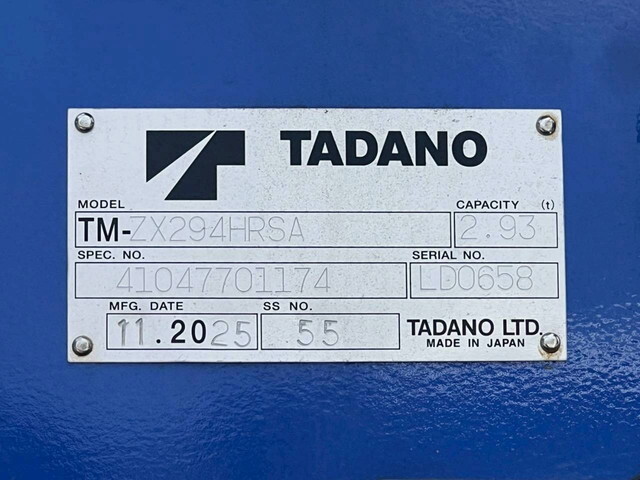 TADANO
MODEL CAPACITY (t)
TM-ZX294HRSA 2.93
SPEC. NO. SERIAL NO.
41047701174 LD0658
MFG. DATE SS NO.
11.2025 55 TADANO LTD.
MADE IN JAPAN